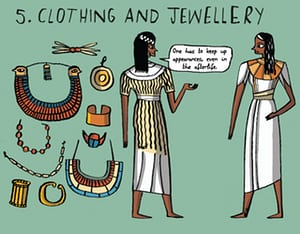 5. CLOTHING AND JEWELLERY
One has to keep up
appearances, even in
the afterlife.